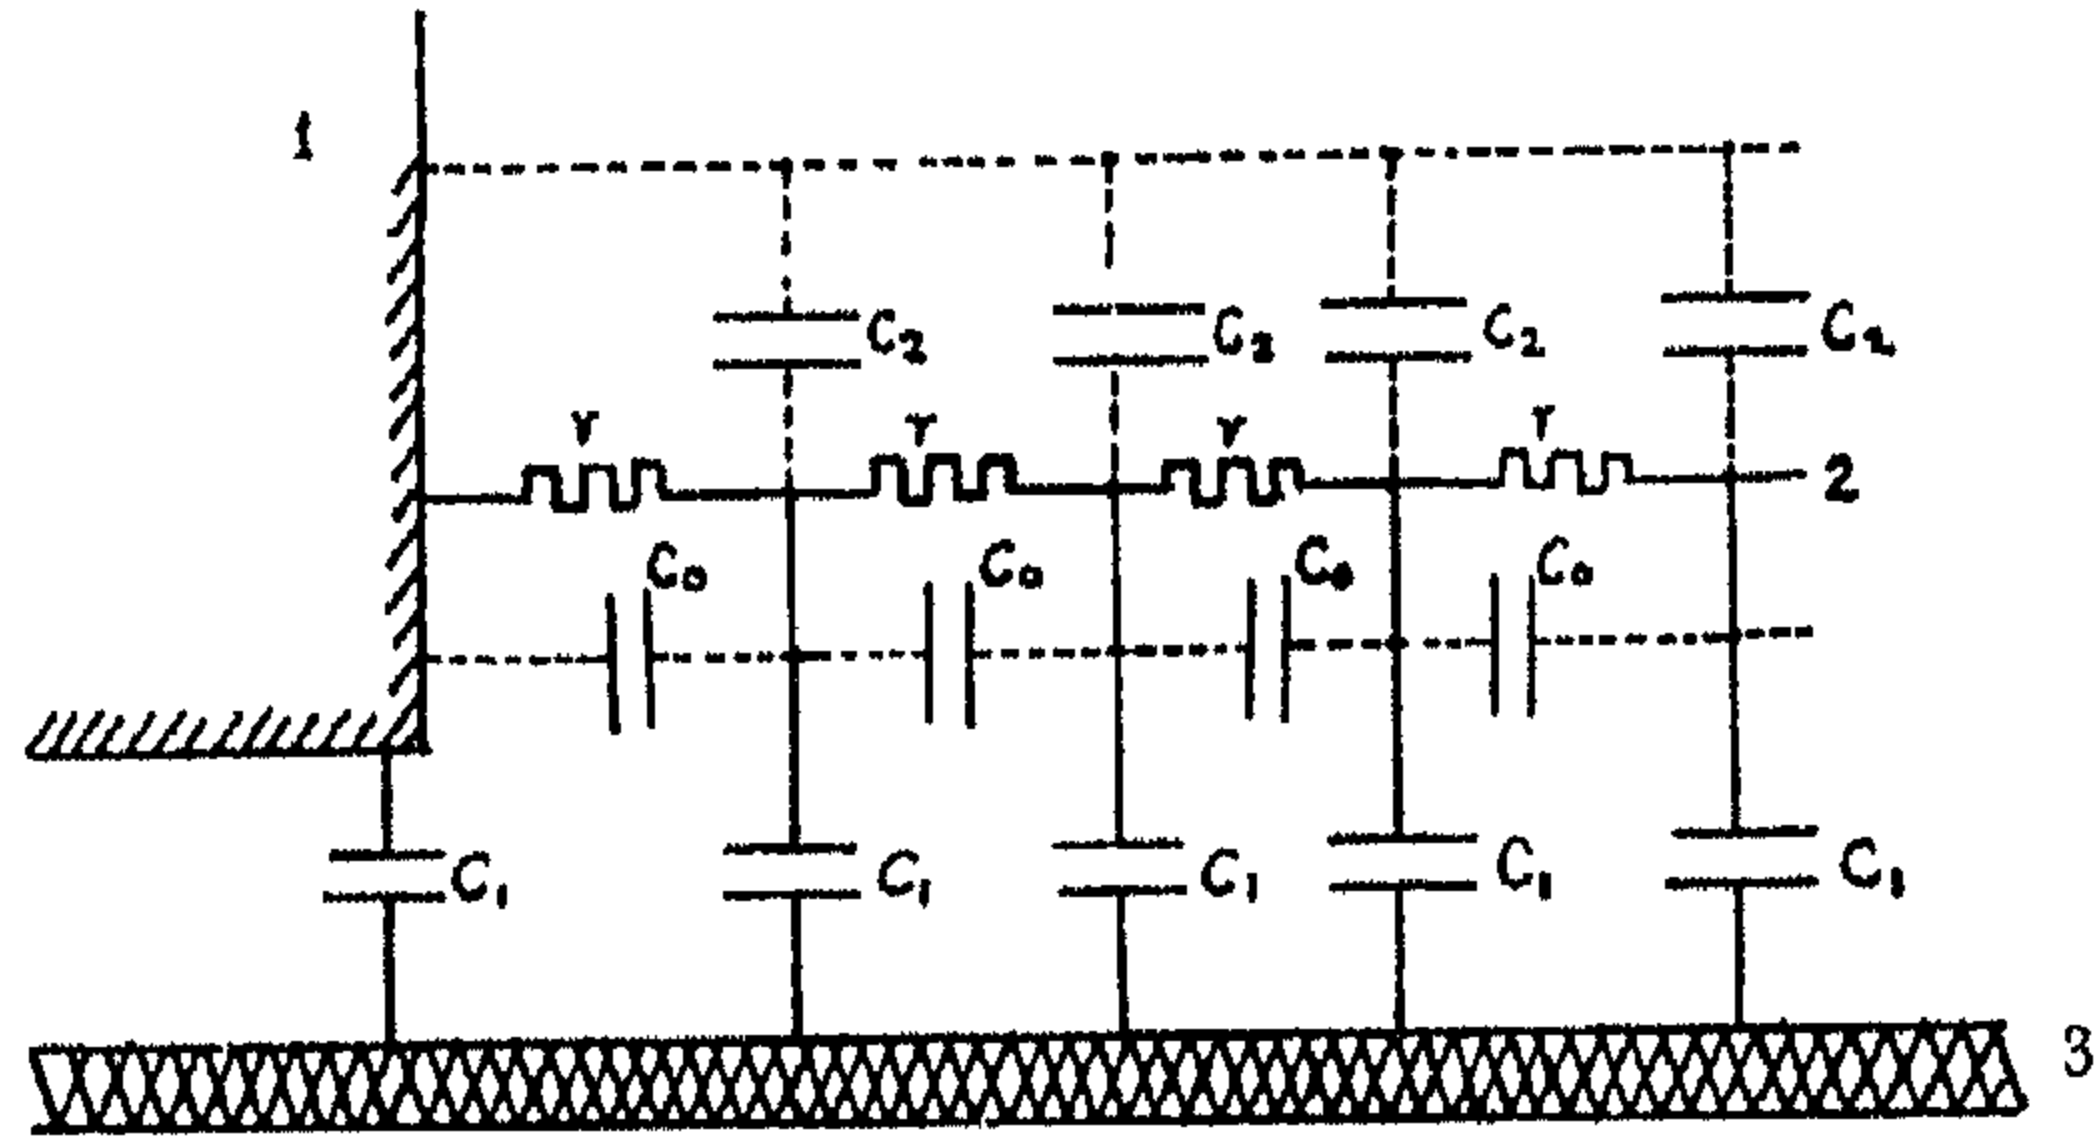 1
C₂ C₂ C₂ C₂
r r r r
2
C₀ C₀ C₀ C₀
C₁ C₁ C₁ C₁ C₁
3